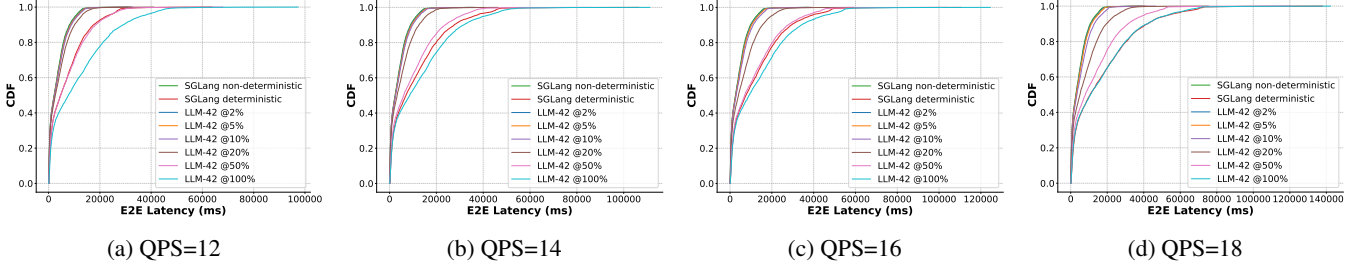 CDF
1.0
0.8
0.6
0.4
0.2
0.0
SGLang non-deterministic
SGLang deterministic
LLM-42 @2%
LLM-42 @5%
LLM-42 @10%
LLM-42 @20%
LLM-42 @50%
LLM-42 @100%
0 20000 40000 60000 80000 100000
E2E Latency (ms)
(a) QPS=12
CDF
1.0
0.8
0.6
0.4
0.2
0.0
SGLang non-deterministic
SGLang deterministic
LLM-42 @2%
LLM-42 @5%
LLM-42 @10%
LLM-42 @20%
LLM-42 @50%
LLM-42 @100%
0 20000 40000 60000 80000 100000
E2E Latency (ms)
(b) QPS=14
CDF
1.0
0.8
0.6
0.4
0.2
0.0
SGLang non-deterministic
SGLang deterministic
LLM-42 @2%
LLM-42 @5%
LLM-42 @10%
LLM-42 @20%
LLM-42 @50%
LLM-42 @100%
0 20000 40000 60000 80000 100000 120000
E2E Latency (ms)
(c) QPS=16
CDF
1.0
0.8
0.6
0.4
0.2
0.0
SGLang non-deterministic
SGLang deterministic
LLM-42 @2%
LLM-42 @5%
LLM-42 @10%
LLM-42 @20%
LLM-42 @50%
LLM-42 @100%
0 20000 40000 60000 80000 100000 120000 140000
E2E Latency (ms)
(d) QPS=18